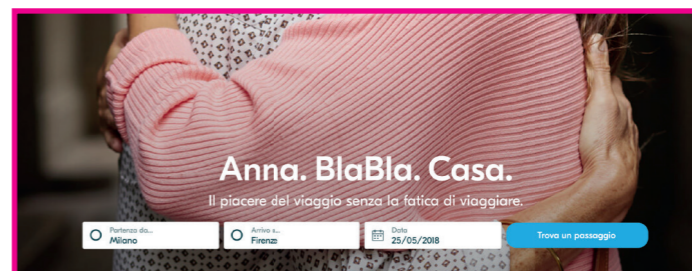 Anna. BlaBla. Casa.
Il piacere del viaggio senza la fatica di viaggiare.
Partenza da...
Milano
Arrivo a...
Firenze
Data
25/05/2018
Trova un passaggio